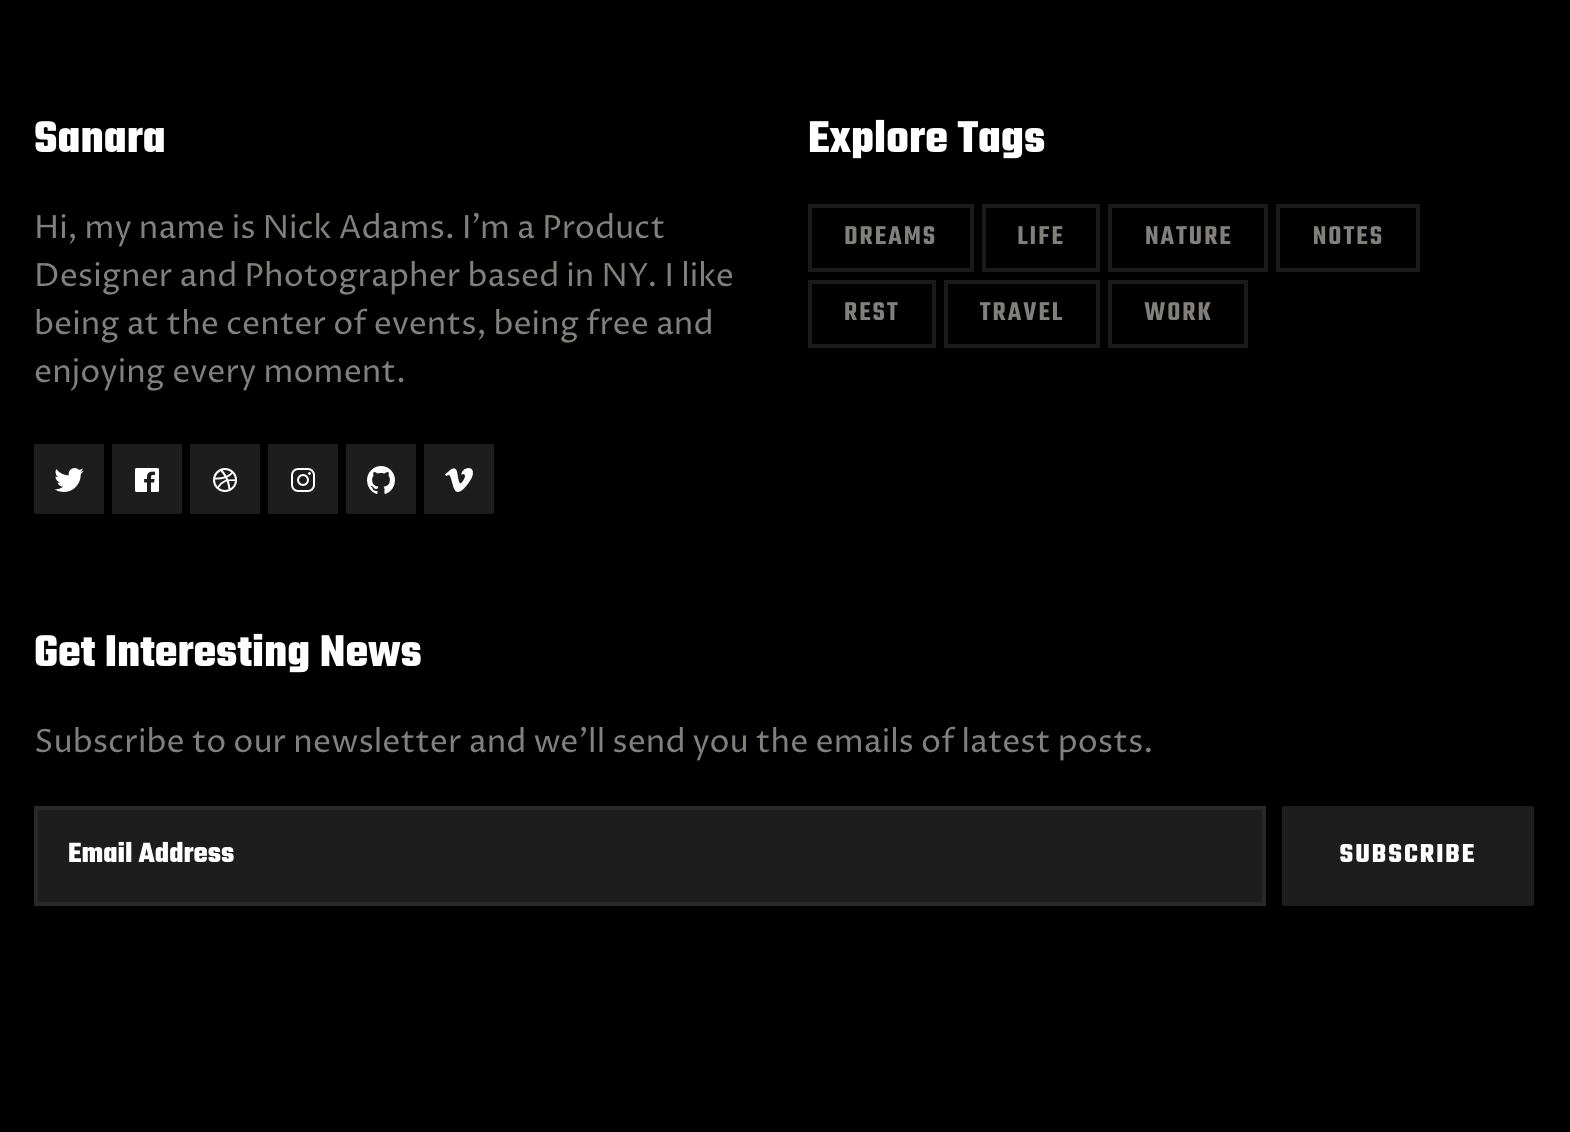 Sanara
Hi, my name is Nick Adams. I’m a Product
Designer and Photographer based in NY. I like
being at the center of events, being free and
enjoying every moment.
Explore Tags
DREAMS LIFE NATURE NOTES
REST TRAVEL WORK
Get Interesting News
Subscribe to our newsletter and we’ll send you the emails of latest posts.
Email Address SUBSCRIBE